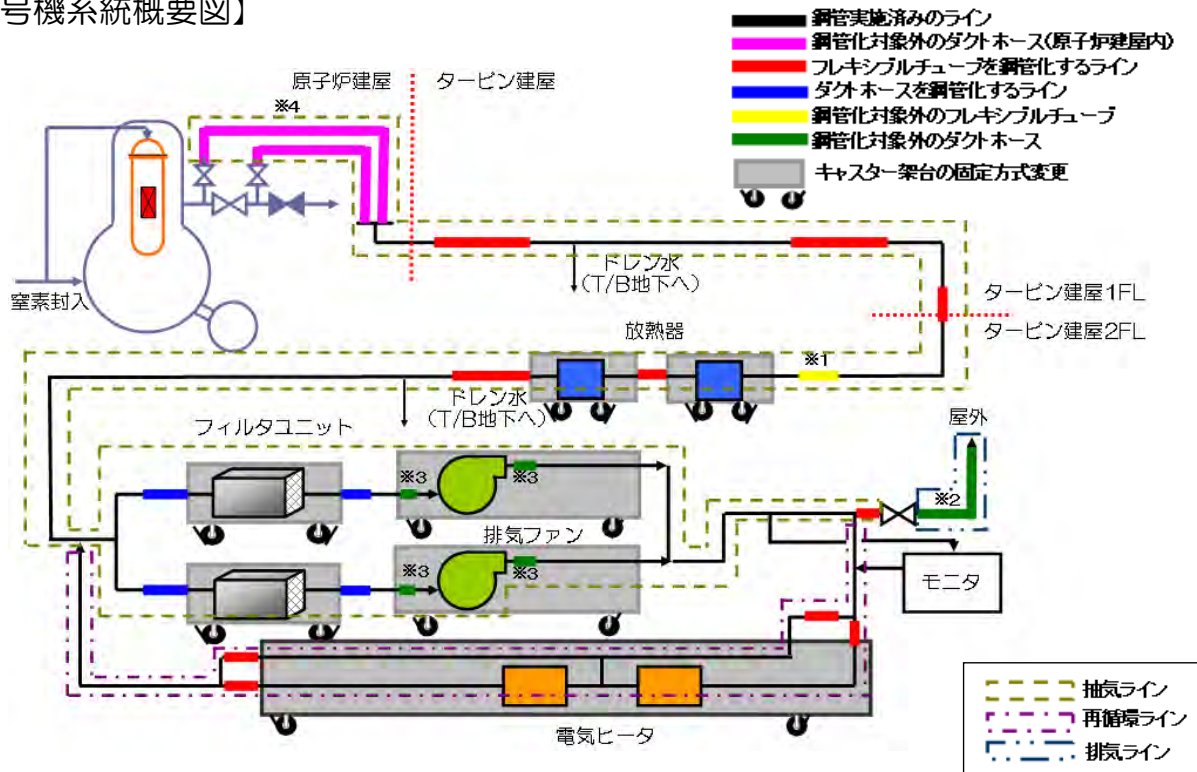 号機系統概要図】
鋼管実施済みのライン
鋼管化対象外のダクトホース(原子炉建屋内)
フレキシブルチューブを鋼管化するライン
ダクトホースを鋼管化するライン
鋼管化対象外のフレキシブルチューブ
鋼管化対象外のダクトホース
キャスター架台の固定方式変更
原子炉建屋
タービン建屋
※4
窒素封入
ドレン水
(T/B地下へ)
タービン建屋1FL
タービン建屋2FL
放熱器
※1
ドレン水
(T/B地下へ)
フィルタユニット
屋外
※3
※3
※2
排気ファン
※3
※3
モニタ
電気ヒータ
抽気ライン
再循環ライン
排気ライン